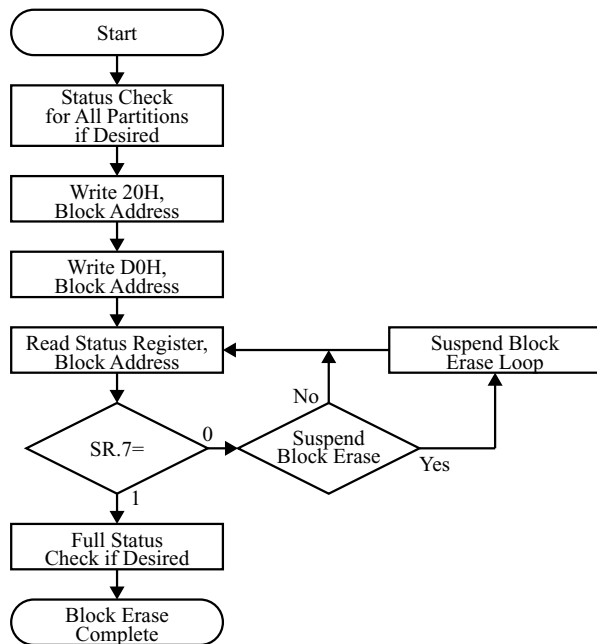 Start
Status Check
for All Partitions
if Desired
Write 20H,
Block Address
Write D0H,
Block Address
Read Status Register,
Block Address
Suspend Block
Erase Loop
No
SR.7=
0
Suspend
Block Erase
Yes
1
Full Status
Check if Desired
Block Erase
Complete